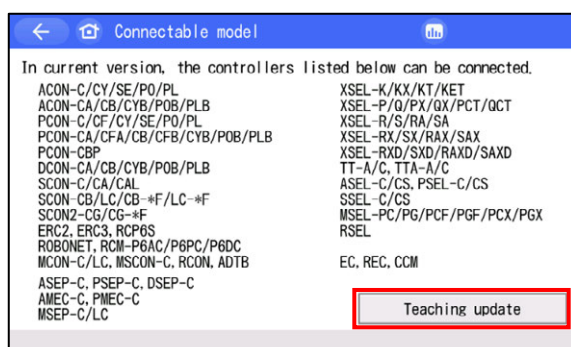 Connectable model
In current version, the controllers listed below can be connected.
ACON-C/CY/SE/PO/PL
ACON-CA/CB/CYB/POB/PLB
PCON-C/CF/CY/SE/PO/PL
PCON-CA/CFA/CB/CFB/CYB/POB/PLB
PCON-CBP
DCON-CA/CB/CYB/POB/PLB
SCON-C/CA/CAL
SCON-CB/LC/CB-*F/LC-*F
SCON2-CG/CG-*F
ERC2, ERC3, RCP6S
ROBONET, RCM-P6AC/P6PC/P6DC
MCON-C/LC, MSCON-C, RCON, ADTB
ASEP-C, PSEP-C, DSEP-C
AMEC-C, PMEC-C
MSEP-C/LC
XSEL-K/KX/KT/KET
XSEL-P/Q/PX/QX/PCT/QCT
XSEL-R/S/RA/SA
XSEL-RX/SX/RAX/SAX
XSEL-RXD/SXD/RAXD/SAXD
TT-A/C, TTA-A/C
ASEL-C/CS, PSEL-C/CS
SSEL-C/CS
MSEL-PC/PG/PCF/PGF/PCX/PGX
RSEL
EC, REC, CCM
Teaching update